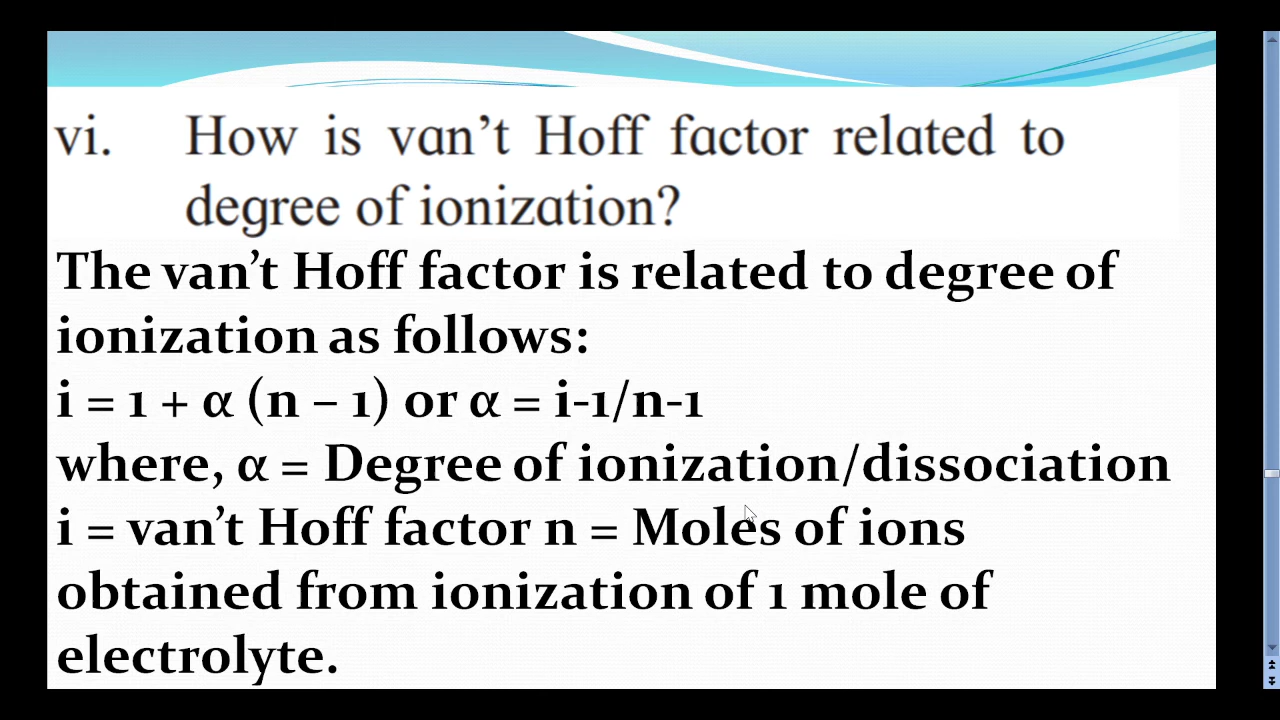 vi. How is van’t Hoff factor related to
degree of ionization?
The van’t Hoff factor is related to degree of
ionization as follows:
i = 1 + α (n – 1) or α = i-1/n-1
where, α = Degree of ionization/dissociation
i = van’t Hoff factor n = Moles of ions
obtained from ionization of 1 mole of
electrolyte.